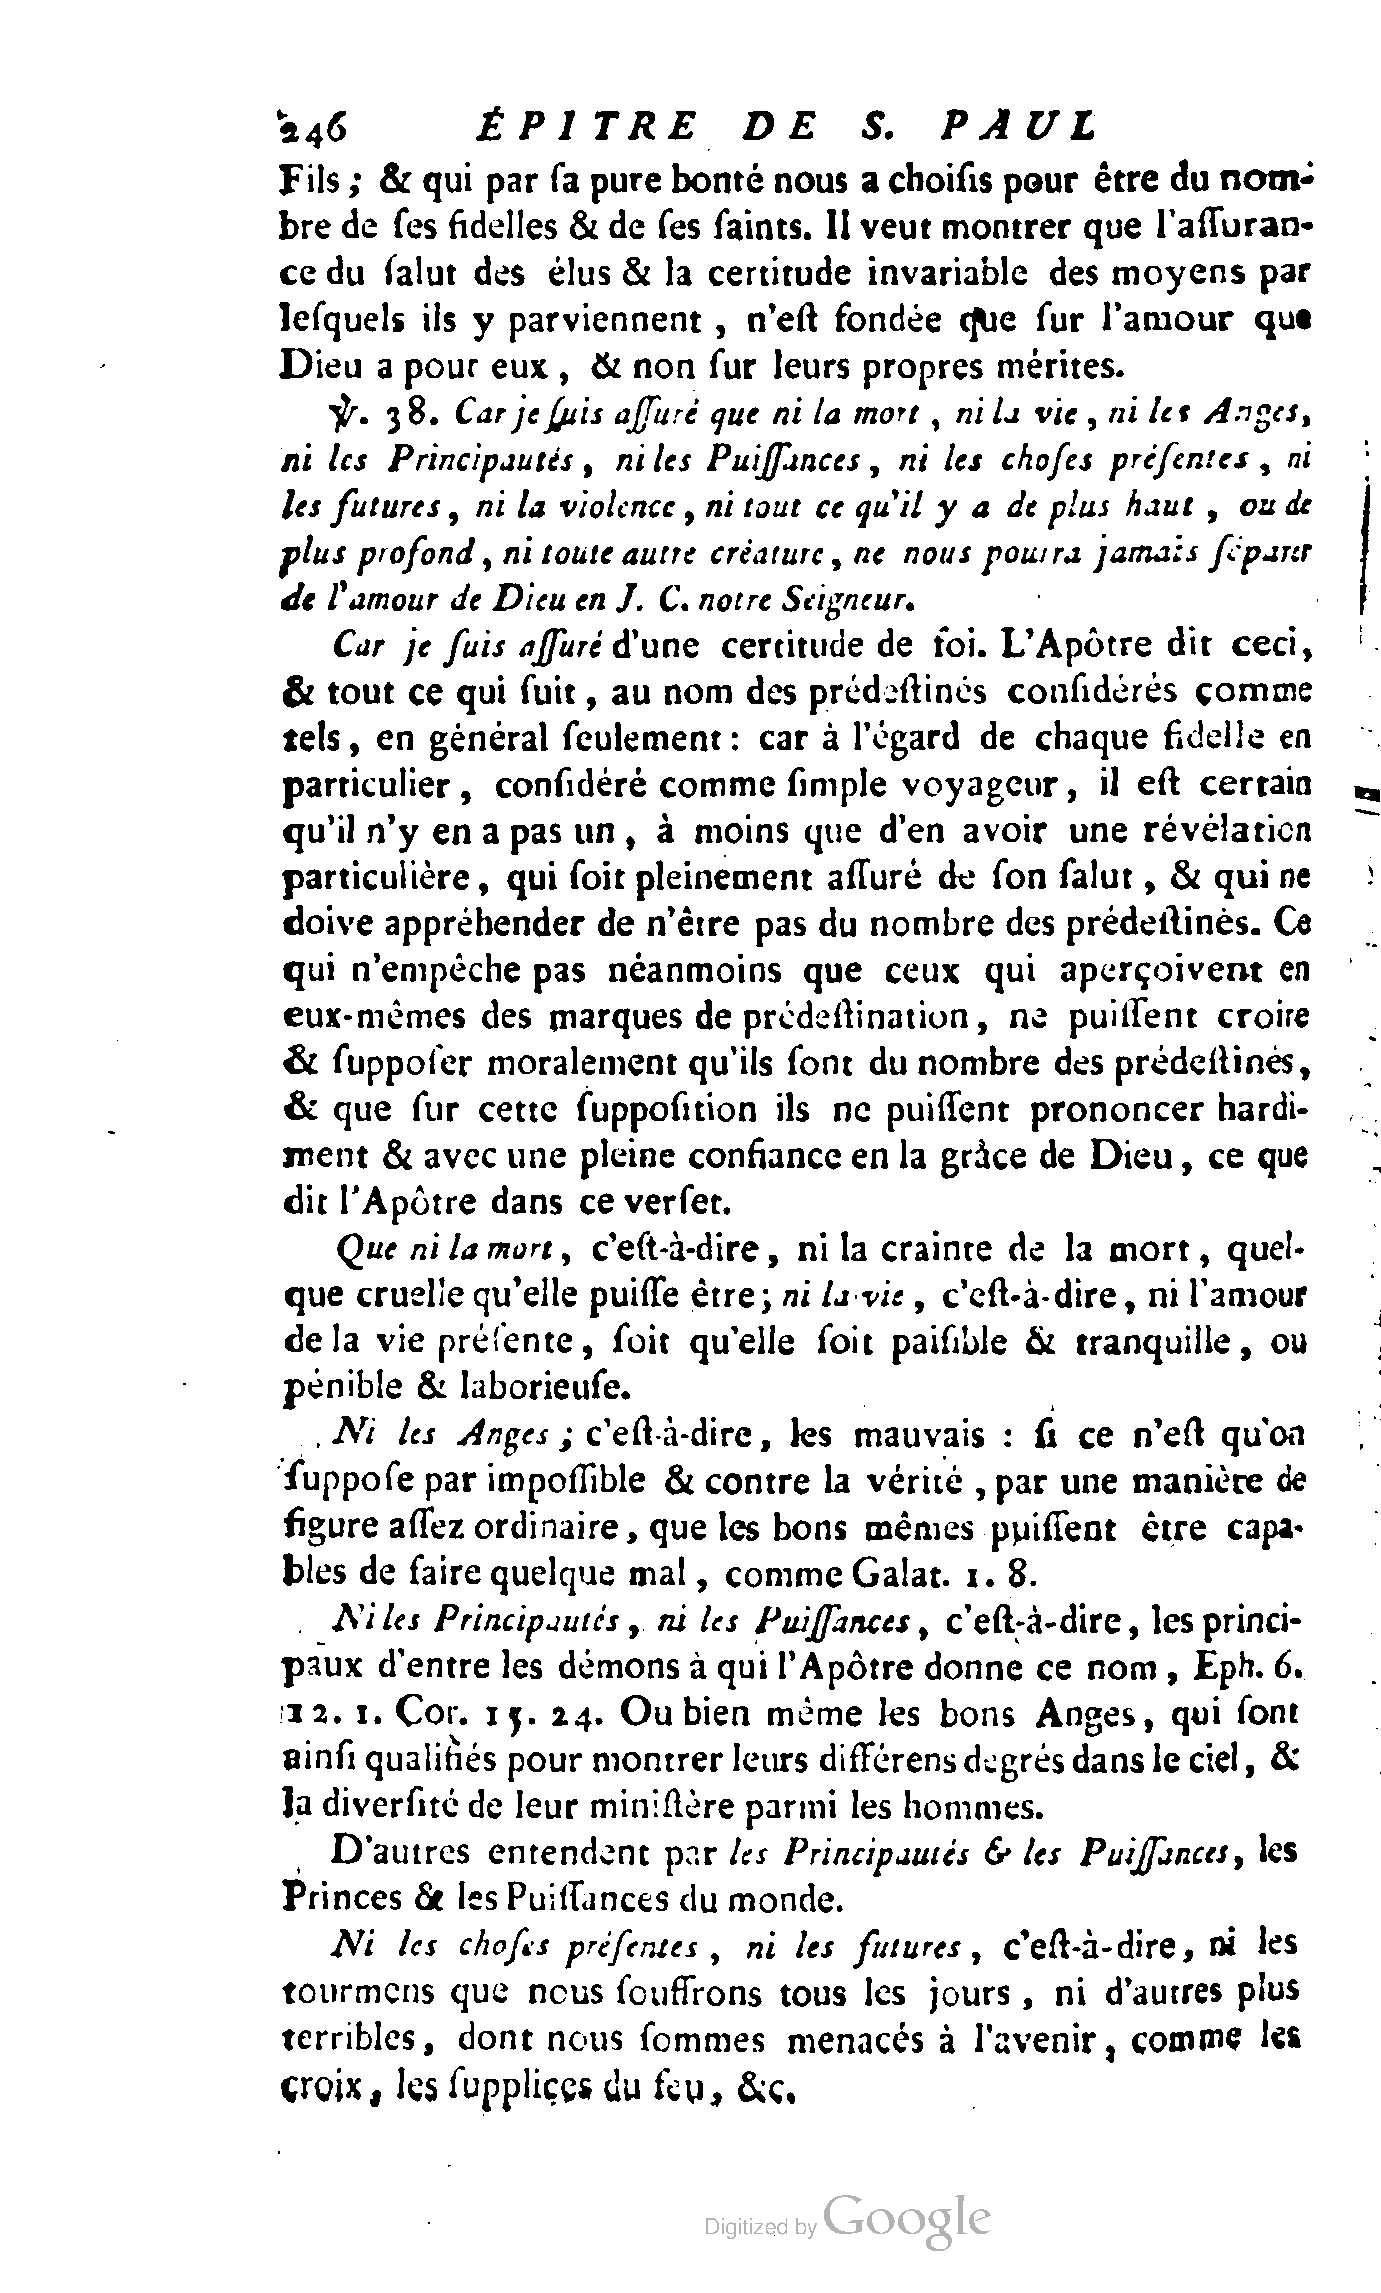 246 ÉPITRE DE S. PAUL
Fils ; & qui par ſa pure bonté nous a choiſis pour être du nom-
bre de ſes fidelles & de ſes ſaints. Il veut montrer que l'aſſuran-
ce du ſalut des élus & la certitude invariable des moyens par
leſquels ils y parviennent , n'eſt fondée que ſur l'amour que
Dieu a pour eux , & non ſur leurs propres mérites.
℣. 38. Car je ſuis aſſuré que ni la mort , ni la vie , ni les Anges,
ni les Principautés , ni les Puiſſances , ni les choſes préſentes , ni
les futures , ni la violence , ni tout ce qu'il y a de plus haut , ou de
plus profond , ni toute autre créature , ne nous pourra jamais ſéparer
de l'amour de Dieu en J. C. notre Seigneur.
Car je ſuis aſſuré d'une certitude de foi. L'Apôtre dit ceci,
& tout ce qui ſuit , au nom des prédeſtinés conſidérés comme
tels , en général ſeulement : car à l'égard de chaque fidelle en
particulier , conſidéré comme ſimple voyageur , il eſt certain
qu'il n'y en a pas un , à moins que d'en avoir une révélation
particulière , qui ſoit pleinement aſſuré de ſon ſalut , & qui ne
doive appréhender de n'être pas du nombre des prédeſtinés. Ce
qui n'empêche pas néanmoins que ceux qui aperçoivent en
eux-mêmes des marques de prédeſtination , ne puiſſent croire
& ſuppoſer moralement qu'ils ſont du nombre des prédeſtinés,
& que ſur cette ſuppoſition ils ne puiſſent prononcer hardi-
ment & avec une pleine confiance en la grâce de Dieu , ce que
dit l'Apôtre dans ce verſet.
Que ni la mort , c'eſt-à-dire , ni la crainte de la mort , quel-
que cruelle qu'elle puiſſe être ; ni la vie , c'eſt-à-dire , ni l'amour
de la vie préſente , ſoit qu'elle ſoit paiſible & tranquille , ou
pénible & laborieuſe.
Ni les Anges ; c'eſt-à-dire , les mauvais : ſi ce n'eſt qu'on
ſuppoſe par impoſſible & contre la vérité , par une manière de
figure aſſez ordinaire , que les bons mêmes puiſſent être capa-
bles de faire quelque mal , comme Galat. 1. 8.
Ni les Principautés , ni les Puiſſances , c'eſt-à-dire , les princi-
paux d'entre les démons à qui l'Apôtre donne ce nom , Eph. 6.
12. 1. Cor. 15. 24. Ou bien même les bons Anges , qui ſont
ainſi qualifiés pour montrer leurs différens degrés dans le ciel , &
la diverſité de leur miniſtère parmi les hommes.
D'autres entendent par les Principautés & les Puiſſances, les
Princes & les Puiſſances du monde.
Ni les choſes préſentes , ni les futures , c'eſt-à-dire , ni les
tourmens que nous ſouffrons tous les jours , ni d'autres plus
terribles , dont nous ſommes menacés à l'avenir , comme les
croix , les ſupplices du feu , &c.
Digitized by Google